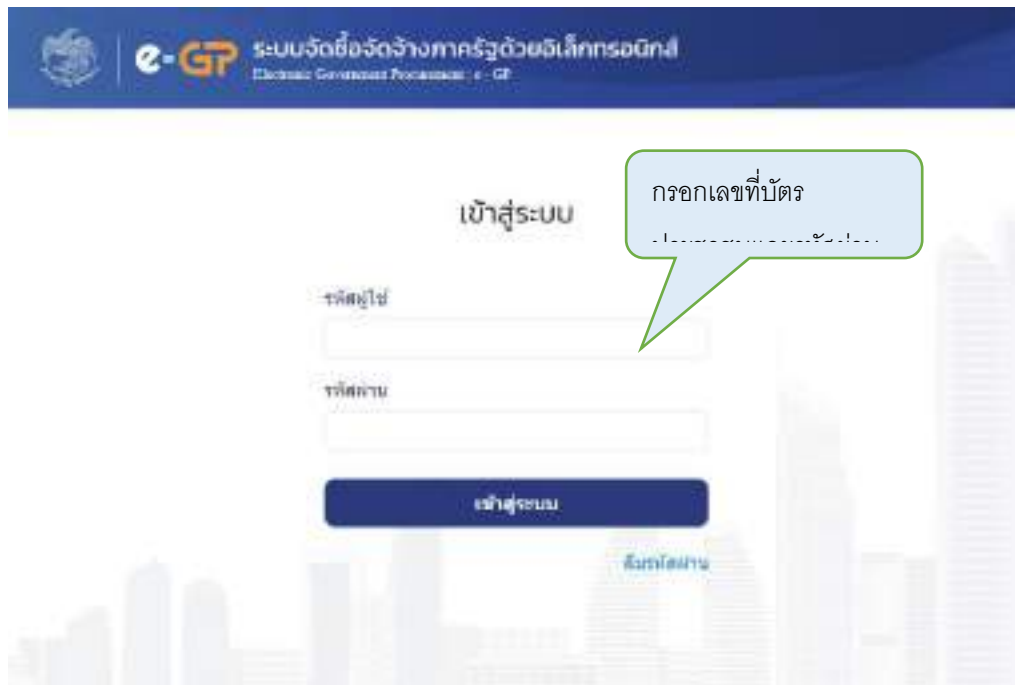 e-GP
ระบบจัดซื้อจัดจ้างภาครัฐด้วยอิเล็กทรอนิกส์
Electronic Government Procurement : e - GP
เข้าสู่ระบบ
กรอกเลขที่บัตร
รหัสผู้ใช้
รหัสผ่าน
เข้าสู่ระบบ
ลืมรหัสผ่าน